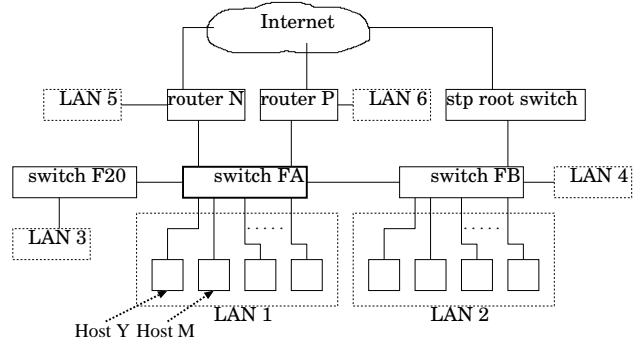 Internet
LAN 5
router N
router P
LAN 6
stp root switch
switch F20
switch FA
switch FB
LAN 4
LAN 3
.....
.....
LAN 1
LAN 2
Host Y
Host M